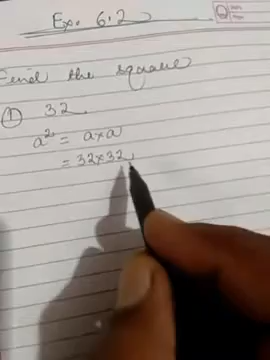 Ex. 6.2
Find the square
① 32
a² = a×a
= 32×32